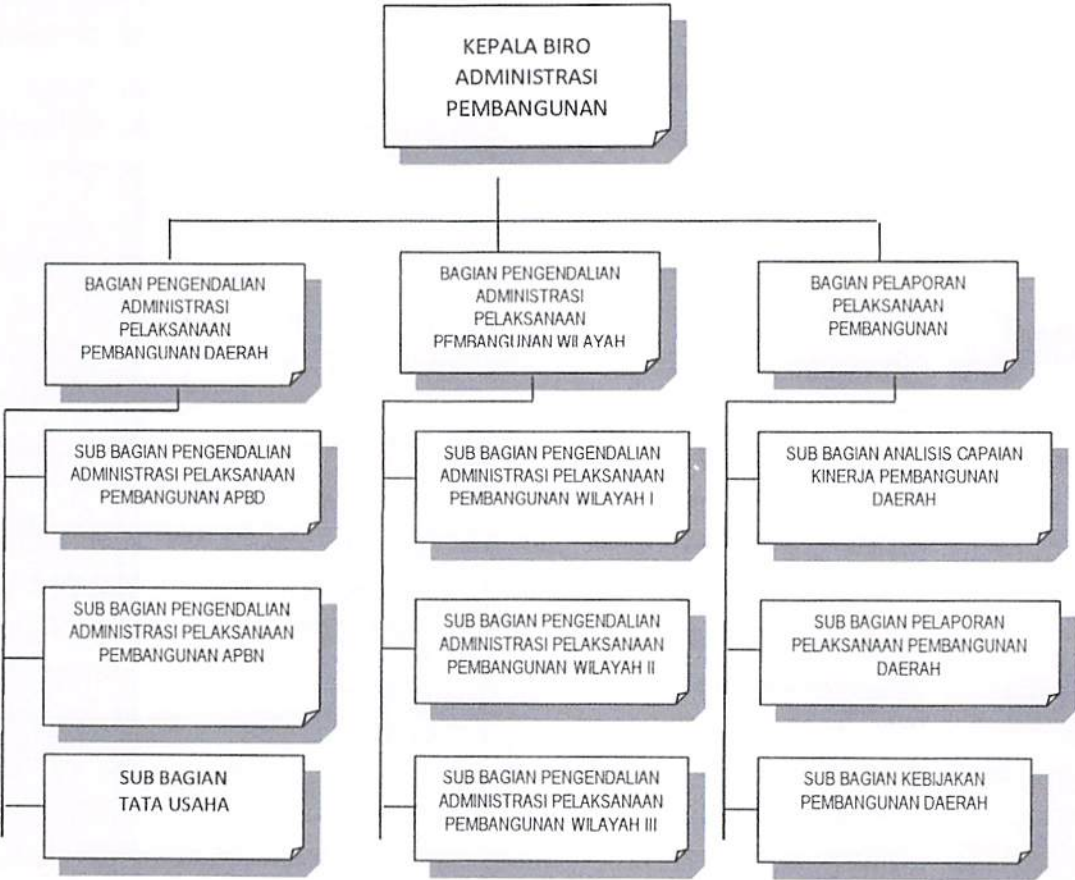 KEPALA BIRO
ADMINISTRASI
PEMBANGUNAN
BAGIAN PENGENDALIAN
ADMINISTRASI
PELAKSANAAN
PEMBANGUNAN DAERAH
BAGIAN PENGENDALIAN
ADMINISTRASI
PELAKSANAAN
PEMBANGUNAN WILAYAH
BAGIAN PELAPORAN
PELAKSANAAN
PEMBANGUNAN
SUB BAGIAN PENGENDALIAN
ADMINISTRASI PELAKSANAAN
PEMBANGUNAN APBD
SUB BAGIAN PENGENDALIAN
ADMINISTRASI PELAKSANAAN
PEMBANGUNAN APBN
SUB BAGIAN
TATA USAHA
SUB BAGIAN PENGENDALIAN
ADMINISTRASI PELAKSANAAN
PEMBANGUNAN WILAYAH I
SUB BAGIAN PENGENDALIAN
ADMINISTRASI PELAKSANAAN
PEMBANGUNAN WILAYAH II
SUB BAGIAN PENGENDALIAN
ADMINISTRASI PELAKSANAAN
PEMBANGUNAN WILAYAH III
SUB BAGIAN ANALISIS CAPAIAN
KINERJA PEMBANGUNAN
DAERAH
SUB BAGIAN PELAPORAN
PELAKSANAAN PEMBANGUNAN
DAERAH
SUB BAGIAN KEBIJAKAN
PEMBANGUNAN DAERAH